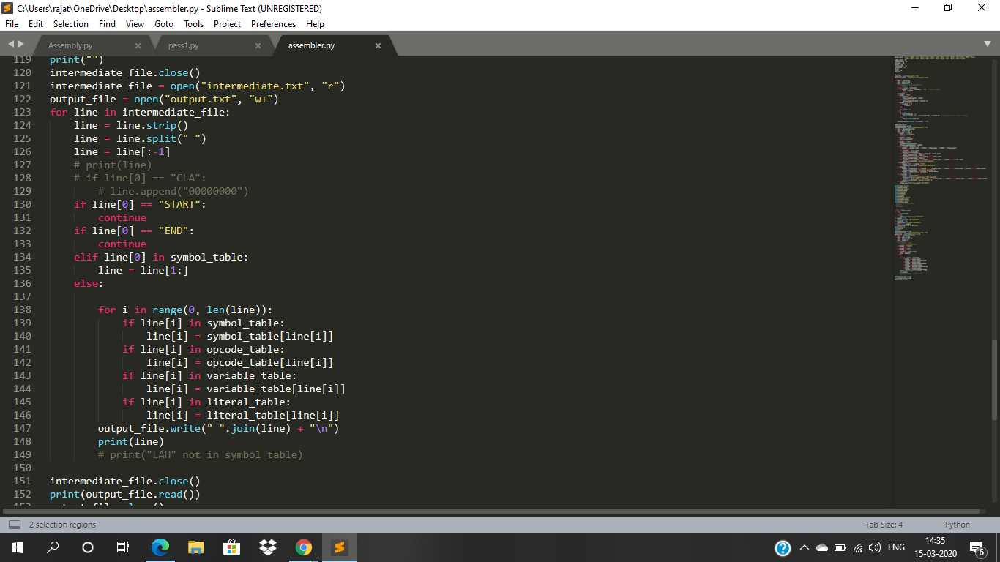 C:\Users\rajat\OneDrive\Desktop\assembler.py - Sublime Text (UNREGISTERED)
File Edit Selection Find View Goto Tools Project Preferences Help
Assembly.py pass1.py assembler.py
119 print("")
120 intermediate_file.close()
121 intermediate_file = open("intermediate.txt", "r")
122 output_file = open("output.txt", "w+")
123 for line in intermediate_file:
124 line = line.strip()
125 line = line.split(" ")
126 line = line[:-1]
127 # print(line)
128 # if line[0] == "CLA":
129 # line.append("00000000")
130 if line[0] == "START":
131 continue
132 if line[0] == "END":
133 continue
134 elif line[0] in symbol_table:
135 line = line[1:]
136 else:
137
138 for i in range(0, len(line)):
139 if line[i] in symbol_table:
140 line[i] = symbol_table[line[i]]
141 if line[i] in opcode_table:
142 line[i] = opcode_table[line[i]]
143 if line[i] in variable_table:
144 line[i] = variable_table[line[i]]
145 if line[i] in literal_table:
146 line[i] = literal_table[line[i]]
147 output_file.write(" ".join(line) + "\n")
148 print(line)
149 # print("LAH" not in symbol_table)
150
151 intermediate_file.close()
152 print(output_file.read())
2 selection regions Tab Size: 4 Python
ENG 14:35
15-03-2020 6